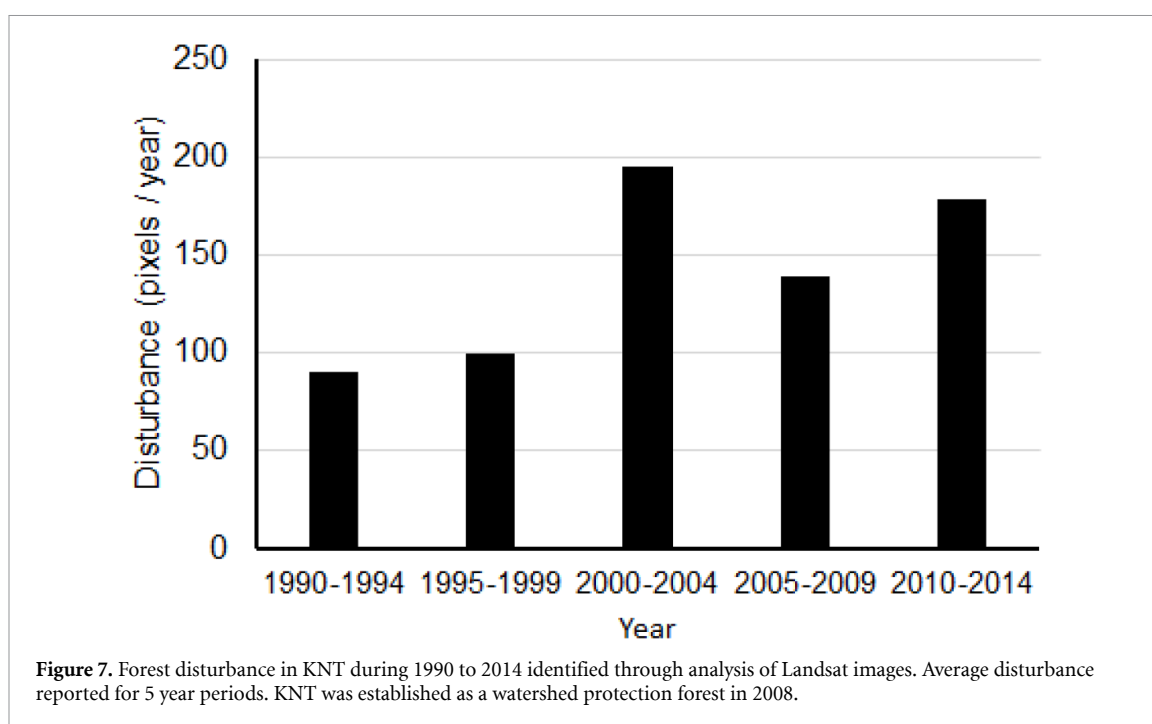 250
200
150
100
50
0
Disturbance (pixels / year)
1990-1994 1995-1999 2000-2004 2005-2009 2010-2014
Year
Figure 7. Forest disturbance in KNT during 1990 to 2014 identified through analysis of Landsat images. Average disturbance
reported for 5 year periods. KNT was established as a watershed protection forest in 2008.